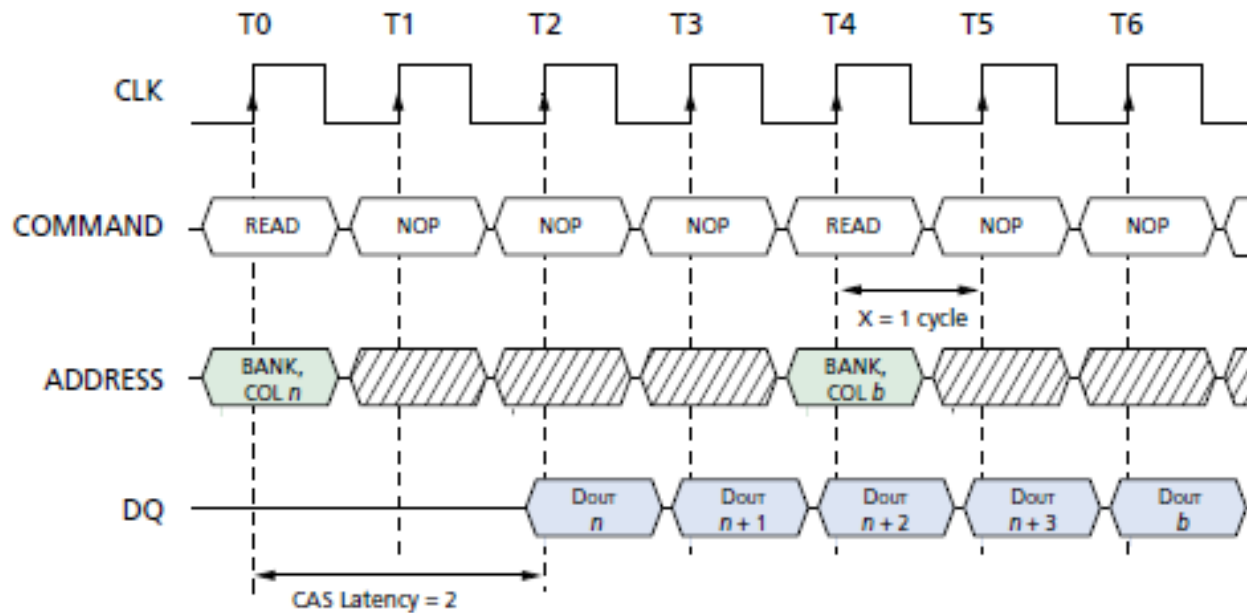 T0 T1 T2 T3 T4 T5 T6
CLK
COMMAND READ NOP NOP NOP READ NOP NOP
X = 1 cycle
ADDRESS
BANK,
COL n
BANK,
COL b
DQ
DOUT
n
DOUT
n + 1
DOUT
n + 2
DOUT
n + 3
DOUT
b
CAS Latency = 2